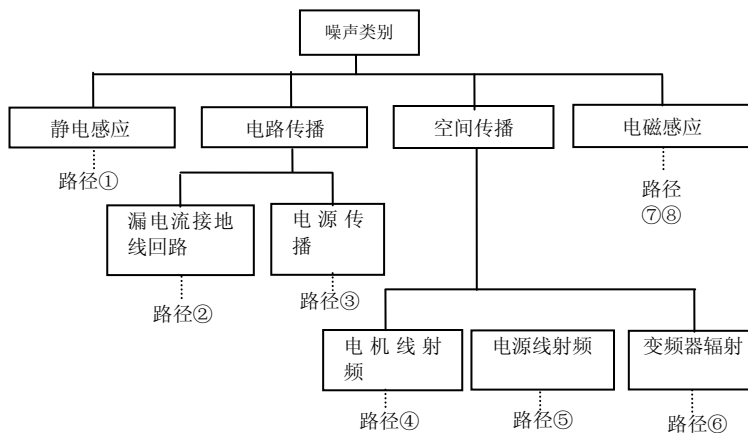 噪声类别
静电感应
电路传播
空间传播
电磁感应
路径①
路径
⑦⑧
漏电流接地
线回路
电源传
播
路径②
路径③
电机线射
频
电源线射频
变频器辐射
路径④
路径⑤
路径⑥